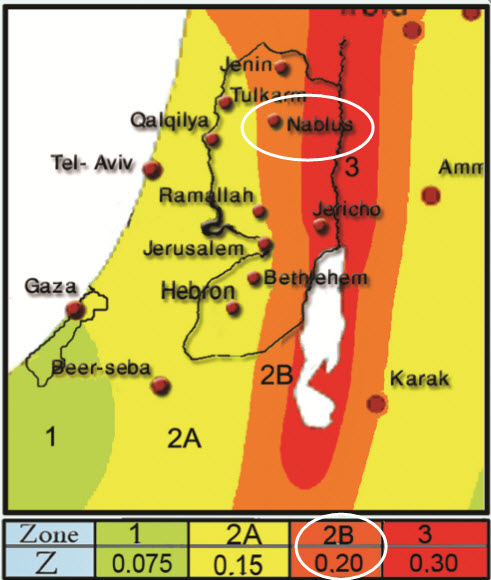 Jenin
Tulkarm
Qalqilya
Nablus
Tel- Aviv
3
Amm
Ramallah
Jericho
Jerusalem
Bethlehem
Gaza
Hebron
Beer-seba
2B
Karak
1
2A
Zone 1 2A 2B 3
Z 0.075 0.15 0.20 0.30